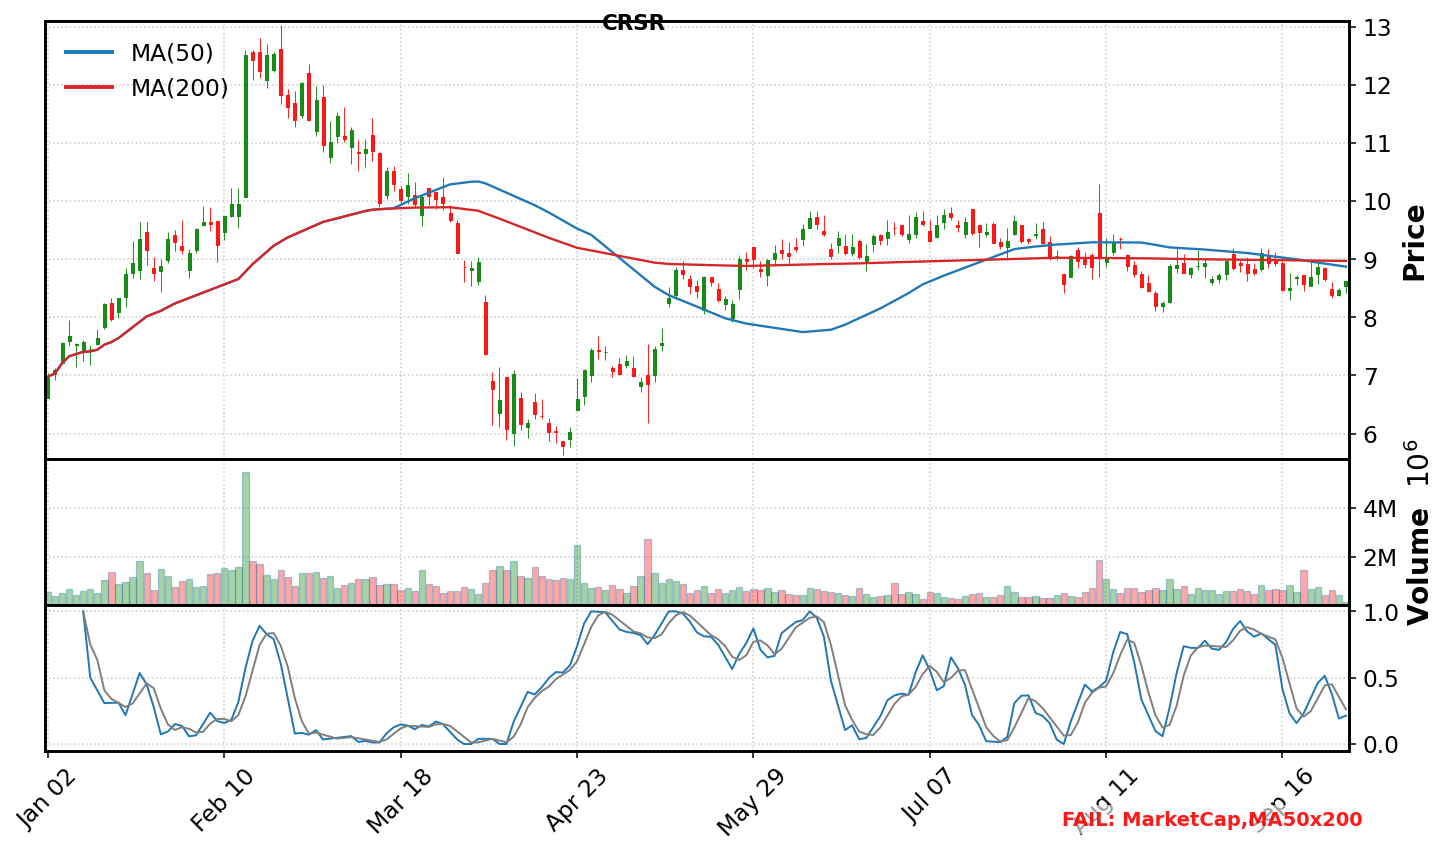 CRSR
MA(50)
MA(200)
13
12
11
10
9
8
7
6
Price
10^6
4M
2M
Volume
1.0
0.5
0.0
Jan 02
Feb 10
Mar 18
Apr 23
May 29
Jul 07
Aug 11
Sep 16
FAIL: MarketCap,MA50x200